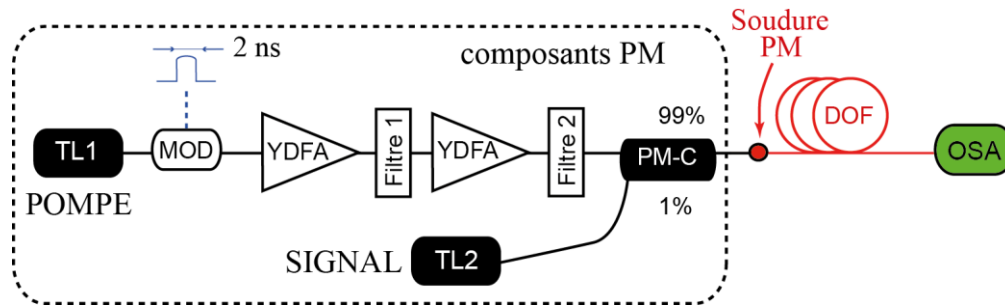 2 ns
composants PM
Soudure
PM
TL1
MOD
YDFA
Filtre 1
YDFA
Filtre 2
99%
PM-C
1%
DOF
OSA
POMPE
SIGNAL
TL2